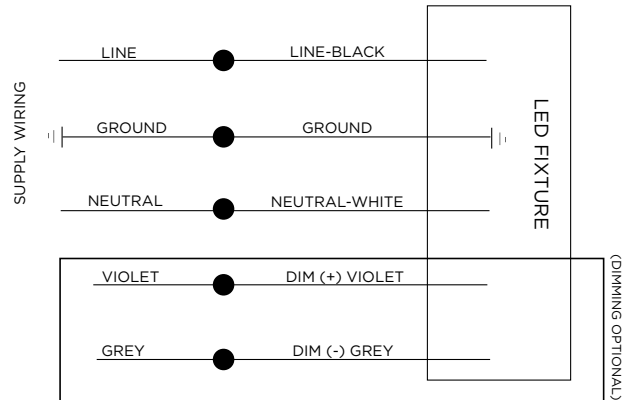 SUPPLY WIRING
LINE
LINE-BLACK
GROUND
GROUND
NEUTRAL
NEUTRAL-WHITE
VIOLET
DIM (+) VIOLET
GREY
DIM (-) GREY
LED FIXTURE
(DIMMING OPTIONAL)